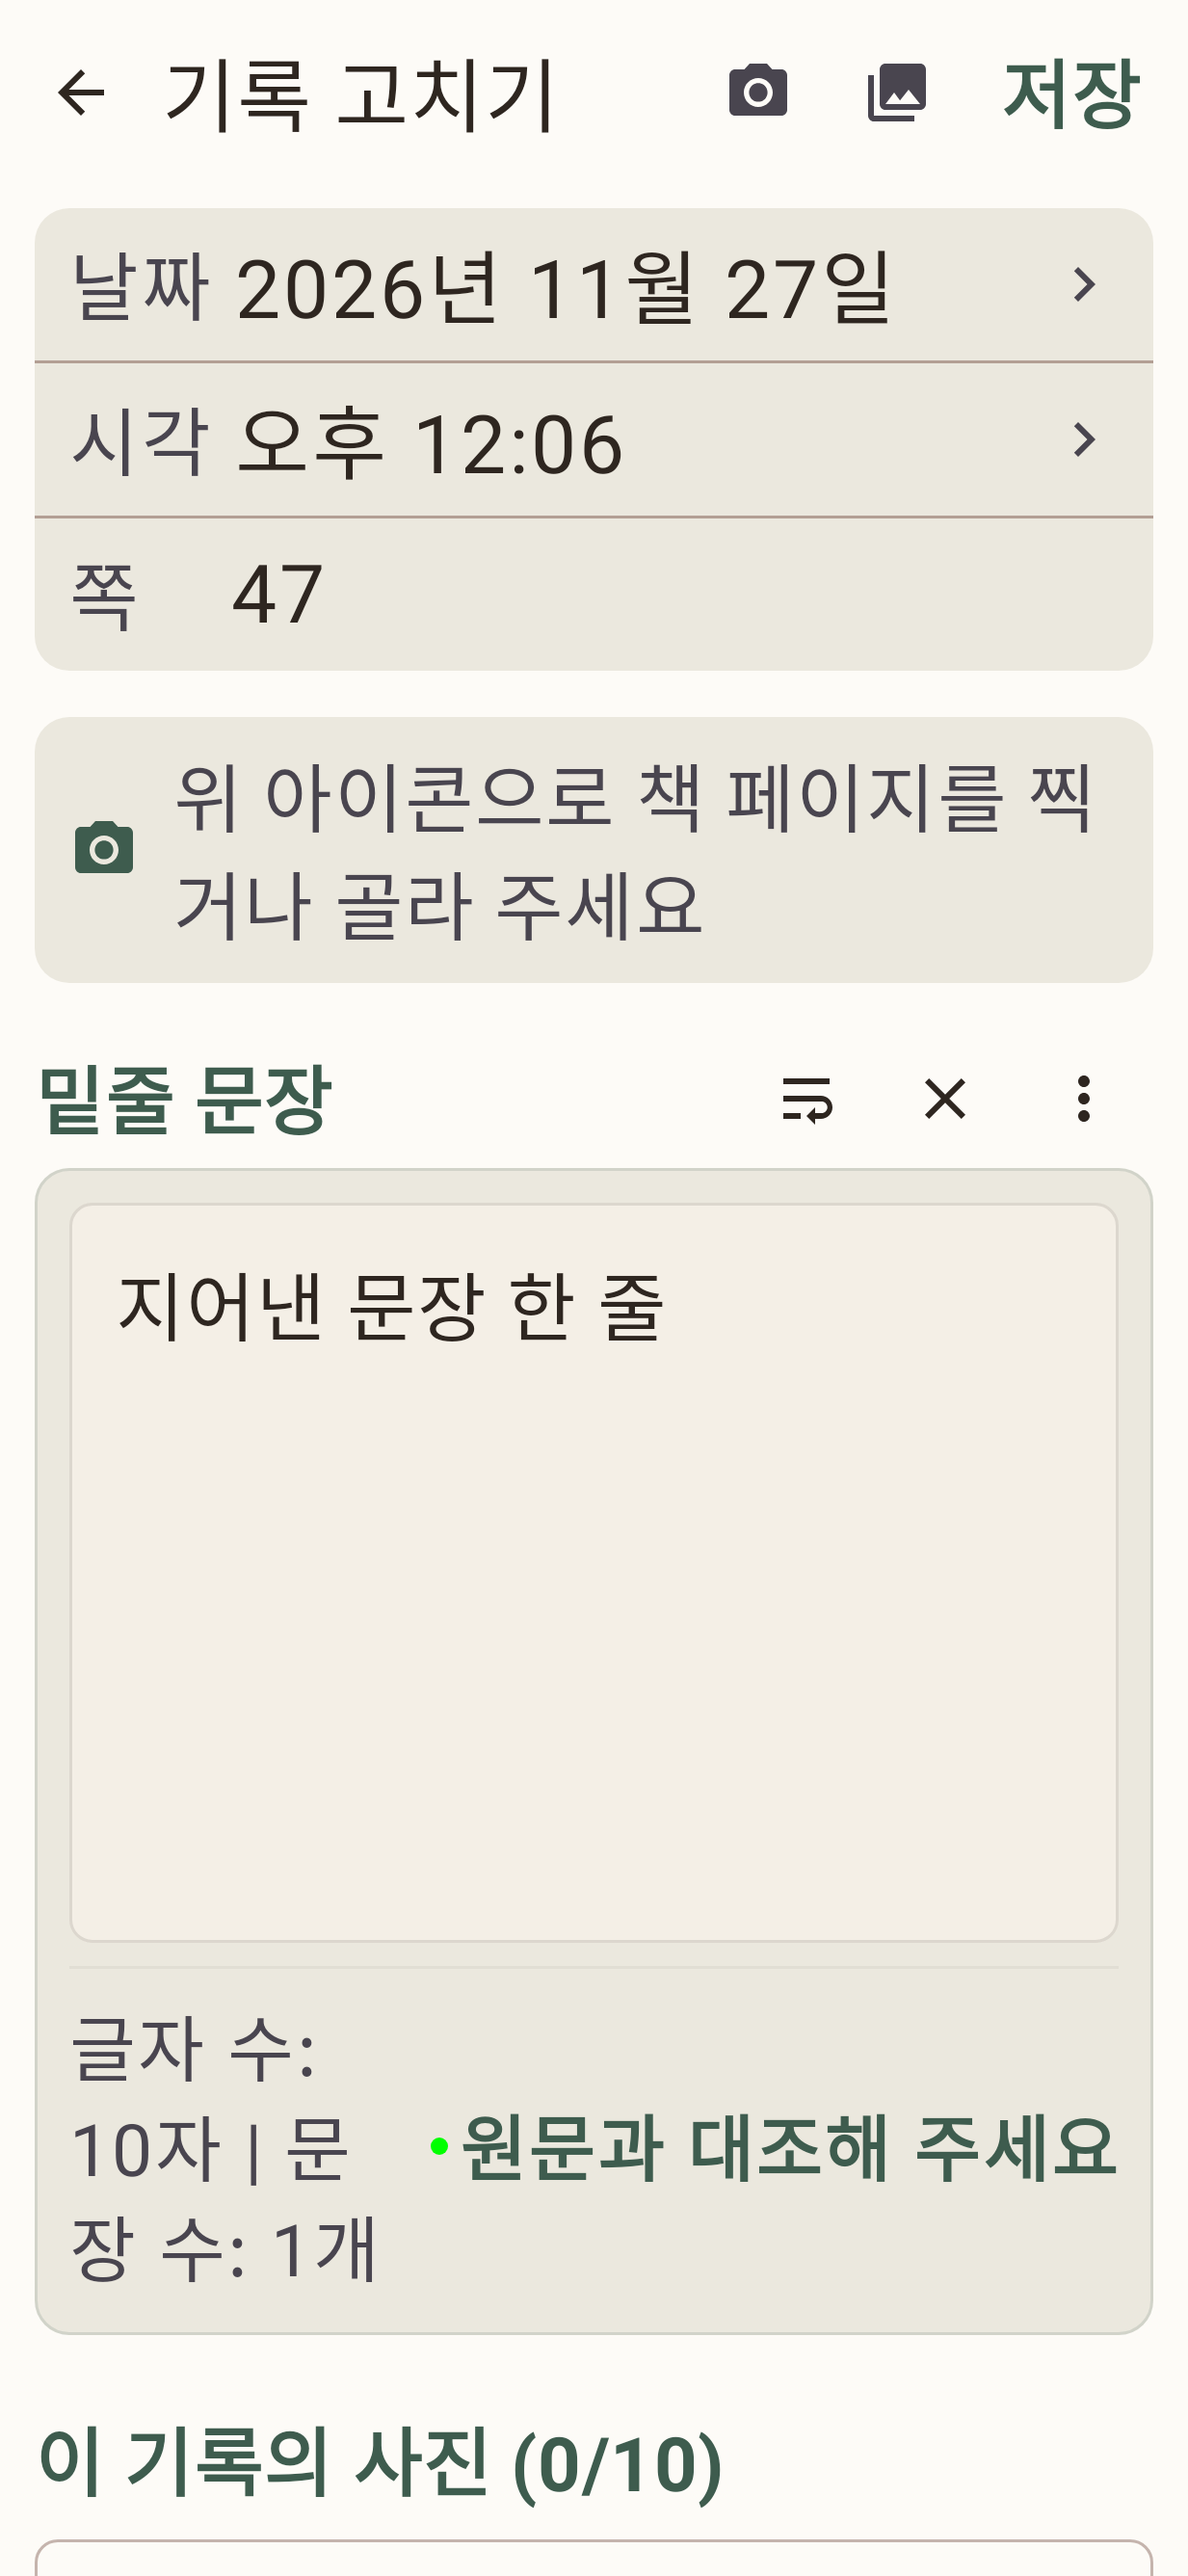 기록 고치기 저장
날짜 2026년 11월 27일
시각 오후 12:06
쪽 47
위 아이콘으로 책 페이지를 찍
거나 골라 주세요
밑줄 문장
지어낸 문장 한 줄
글자 수:
10자 | 문
장 수: 1개
원문과 대조해 주세요
이 기록의 사진 (0/10)